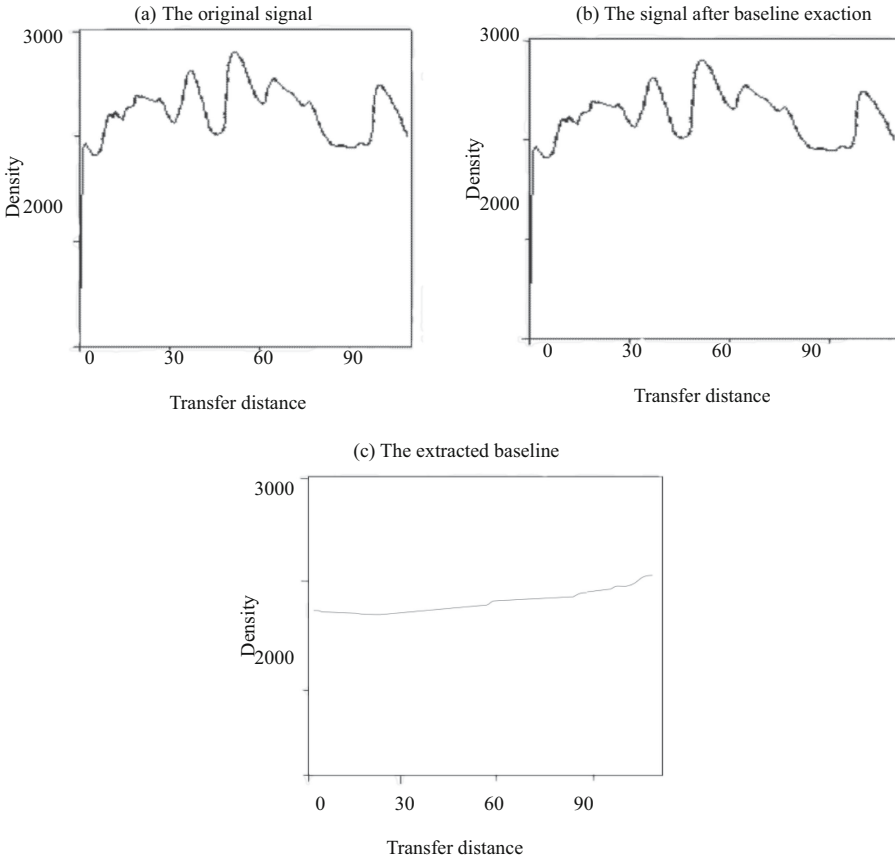 (a) The original signal
3000
Density
2000
0 30 60 90
Transfer distance
(b) The signal after baseline exaction
3000
Density
2000
0 30 60 90
Transfer distance
(c) The extracted baseline
3000
Density
2000
0 30 60 90
Transfer distance